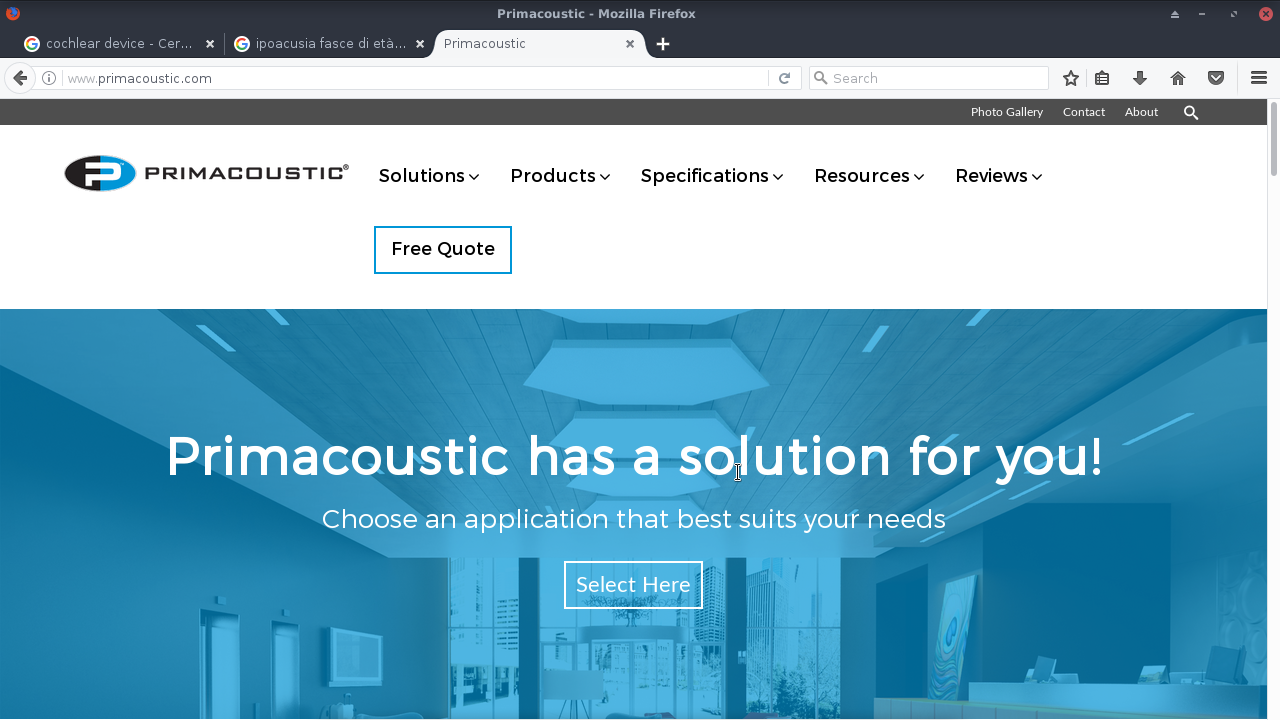 Primacoustic - Mozilla Firefox
cochlear device - Cer...
ipoacusia fasce di età...
Primacoustic
www.primacoustic.com
Search
Photo Gallery Contact About
PRIMACOUSTIC®
Solutions Products Specifications Resources Reviews
Free Quote
Primacoustic has a solution for you!
Choose an application that best suits your needs
Select Here